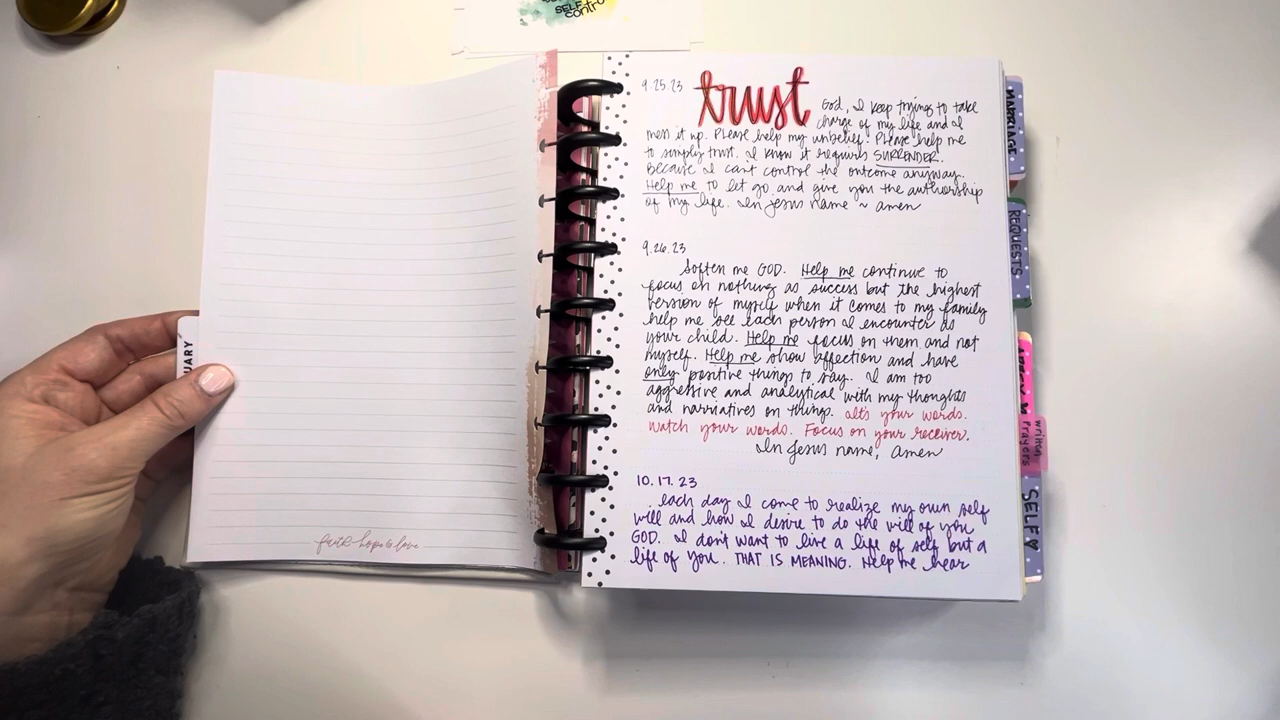 SELF-
contro
UARY
faith hope & love
9.25.23
trust
God, I keep trying to take
charge of my life and I
mess it up. Please help my unbelief. Please help me
to simply trust. I know it requires SURRENDER.
because I cant control the outcome anyway.
Help me to let go and give you the authorship
of my life. In Jesus name ~ amen
9.26.23
Soften me GOD. Help me continue to
focus on nothing as success but the highest
version of myself when it comes to my family
help me see each person I encounter as
your child. Help me focus on them and not
myself. Help me show affection and have
only positive things to say. I am too
aggressive and analytical with my thoughts
and narratives on things. It's your words.
watch your words. Focus on your receiver.
In Jesus name, amen
10.17.23
Each day I come to realize my own self
will and how I desire to do the will of you
GOD. I don't want to live a life of self but a
life of you. THAT IS MEANING. Help me hear
MARRIAGE
REQUESTS
written
Prayers
SELF